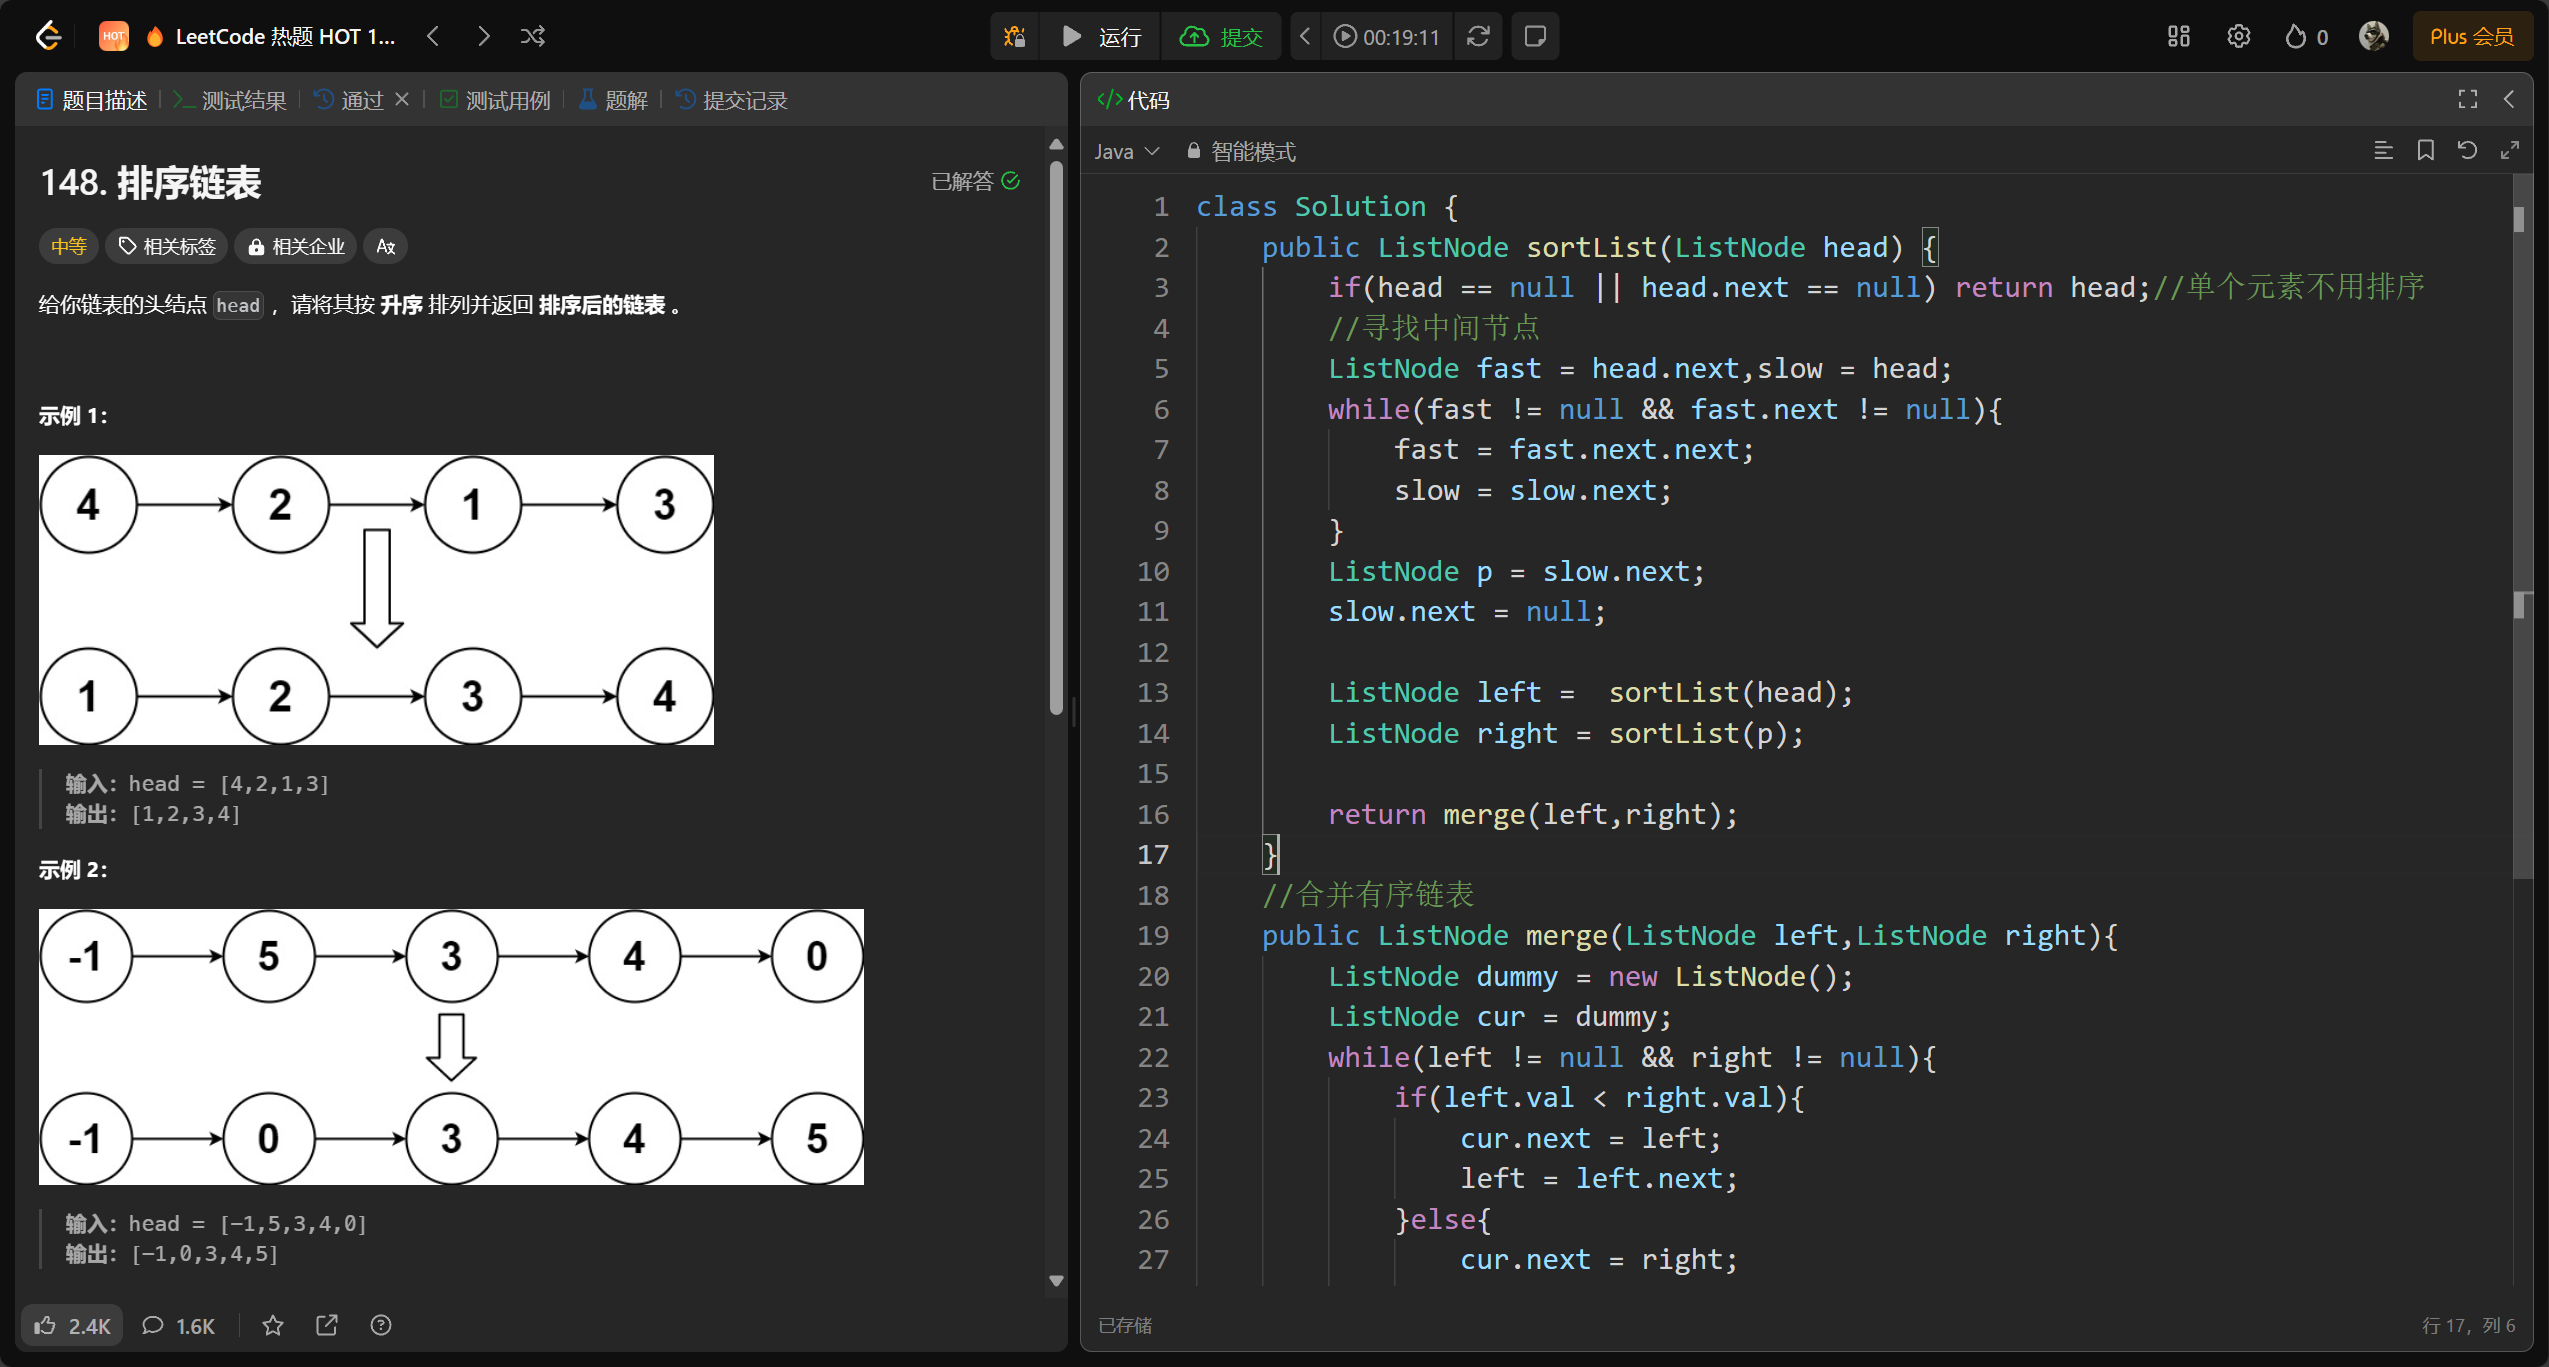 HOT LeetCode 热题 HOT 1... 运行 提交 00:19:11 0 Plus 会员
题目描述 测试结果 通过 测试用例 题解 提交记录
148. 排序链表
已解答
中等 相关标签 相关企业
给你链表的头结点 head ，请将其按 升序 排列并返回 排序后的链表 。
示例 1：
4 2 1 3
1 2 3 4
输入：head = [4,2,1,3]
输出：[1,2,3,4]
示例 2：
-1 5 3 4 0
-1 0 3 4 5
输入：head = [-1,5,3,4,0]
输出：[-1,0,3,4,5]
2.4K 1.6K
</>代码
Java 智能模式
1 class Solution {
2 public ListNode sortList(ListNode head) {
3 if(head == null || head.next == null) return head;//单个元素不用排序
4 //寻找中间节点
5 ListNode fast = head.next,slow = head;
6 while(fast != null && fast.next != null){
7 fast = fast.next.next;
8 slow = slow.next;
9 }
10 ListNode p = slow.next;
11 slow.next = null;
12
13 ListNode left =  sortList(head);
14 ListNode right = sortList(p);
15
16 return merge(left,right);
17 }
18 //合并有序链表
19 public ListNode merge(ListNode left,ListNode right){
20 ListNode dummy = new ListNode();
21 ListNode cur = dummy;
22 while(left != null && right != null){
23 if(left.val < right.val){
24 cur.next = left;
25 left = left.next;
26 }else{
27 cur.next = right;
已存储 行 17，列 6